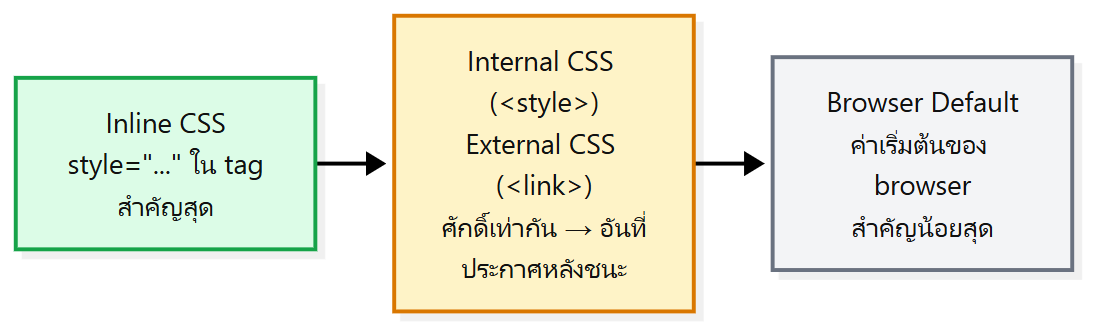 Inline CSS
style="..." ใน tag
สำคัญสุด
Internal CSS
(<style>)
External CSS
(<link>)
ศักดิ์เท่ากัน → อันที่
ประกาศหลังชนะ
Browser Default
ค่าเริ่มต้นของ
browser
สำคัญน้อยสุด